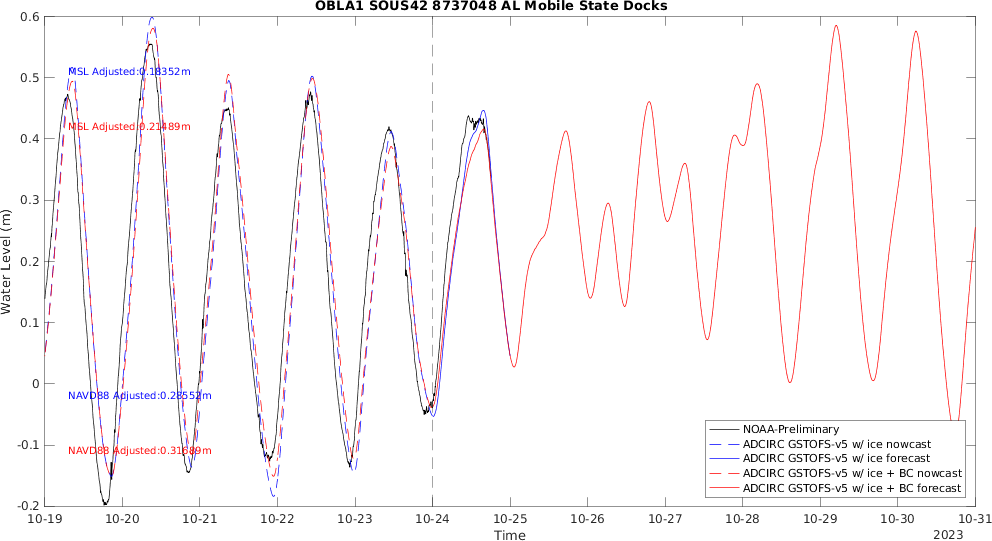 OBLA1 SOUS42 8737048 AL Mobile State Docks
Water Level (m)
0.6
0.5
0.4
0.3
0.2
0.1
0
-0.1
-0.2
MSL Adjusted:0.18352m
MSL Adjusted:0.21489m
NAVD88 Adjusted:0.28552m
NAVD88 Adjusted:0.31689m
NOAA-Preliminary
ADCIRC GSTOFS-v5 w/ ice nowcast
ADCIRC GSTOFS-v5 w/ ice forecast
ADCIRC GSTOFS-v5 w/ ice + BC nowcast
ADCIRC GSTOFS-v5 w/ ice + BC forecast
10-19 10-20 10-21 10-22 10-23 10-24 10-25 10-26 10-27 10-28 10-29 10-30 10-31
Time
2023